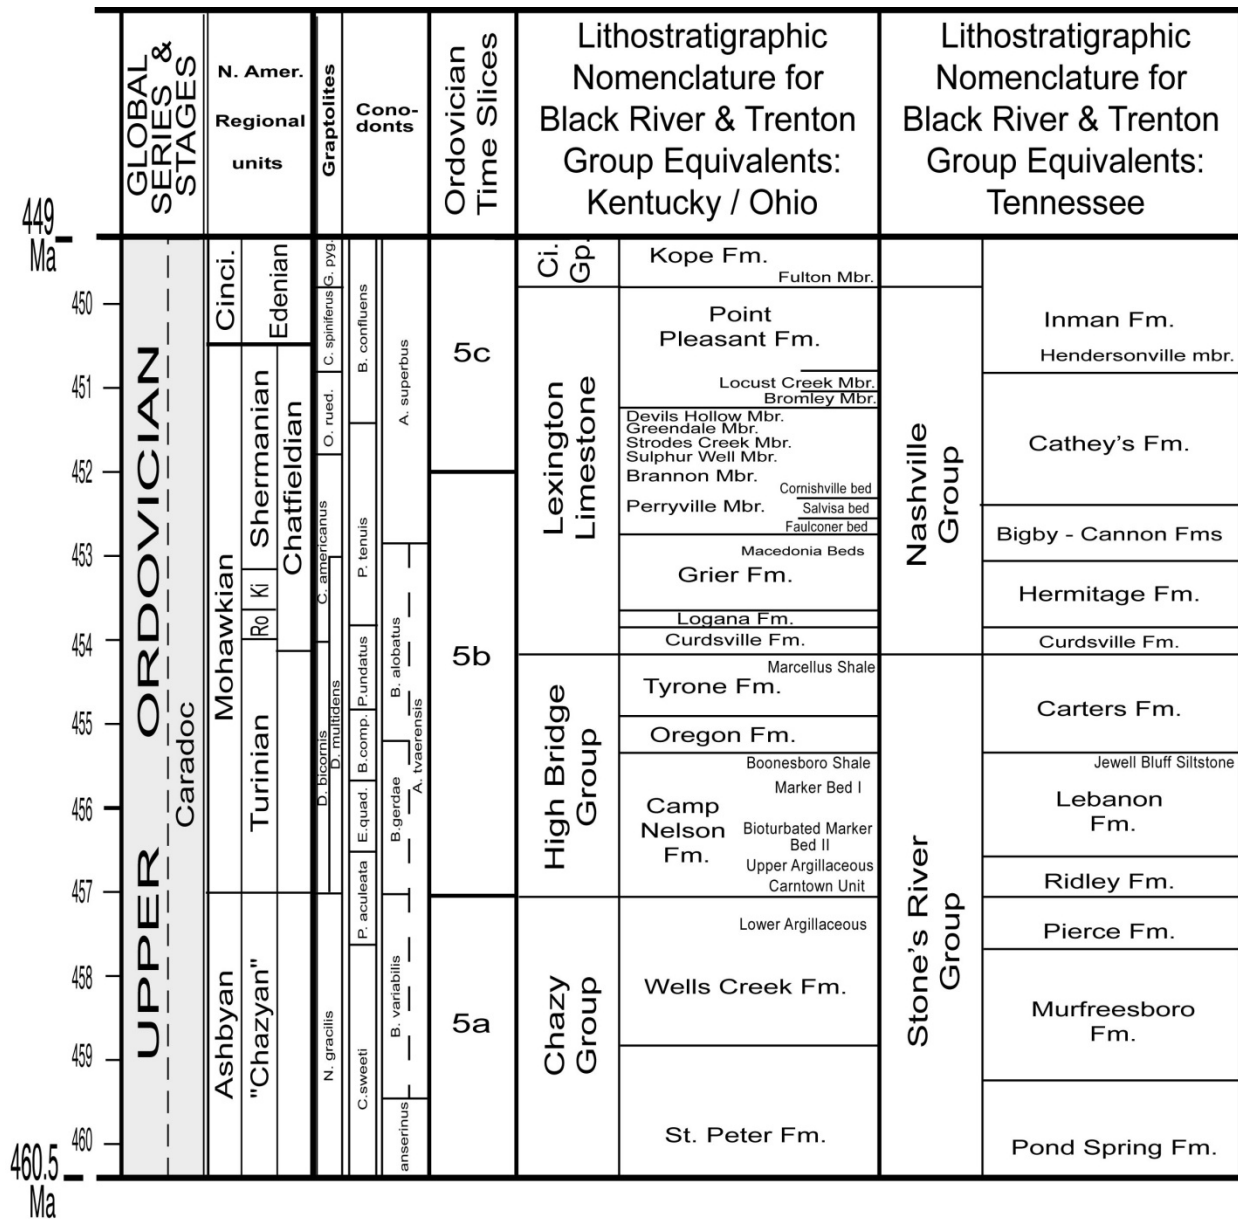 GLOBAL
SERIES &
STAGES
N. Amer.
Regional
units
Graptolites
Cono-
donts
Ordovician
Time Slices
Lithostratigraphic
Nomenclature for
Black River & Trenton
Group Equivalents:
Kentucky / Ohio
Lithostratigraphic
Nomenclature for
Black River & Trenton
Group Equivalents:
Tennessee
449
Ma
450
451
452
453
454
455
456
457
458
459
460
460.5
Ma
UPPER ORDOVICIAN
Caradoc
Cinci.
Mohawkian
Ashbyan
Edenian
Shermanian
Ki
Ro
Turinian
"Chazyan"
Chatfieldian
G. pyg.
C. spiniferus
O. rued.
C. americanus
D. bicornis
D. multidens
N. gracilis
B. confluens
P. tenuis
P.undatus
B.comp.
E.quad.
P. aculeata
C.sweeti
A. superbus
B. alobatus
A. tvaerensis
B.gerdae
B. variabilis
anserinus
5c
5b
5a
Ci.
Gp.
Lexington
Limestone
High Bridge
Group
Chazy
Group
Kope Fm.
Fulton Mbr.
Point
Pleasant Fm.
Locust Creek Mbr.
Bromley Mbr.
Devils Hollow Mbr.
Greendale Mbr.
Strodes Creek Mbr.
Sulphur Well Mbr.
Brannon Mbr.
Cornishville bed
Perryville Mbr.
Salvisa bed
Faulconer bed
Macedonia Beds
Grier Fm.
Logana Fm.
Curdsville Fm.
Marcellus Shale
Tyrone Fm.
Oregon Fm.
Boonesboro Shale
Marker Bed I
Camp
Nelson
Fm.
Bioturbated Marker
Bed II
Upper Argillaceous
Carntown Unit
Lower Argillaceous
Wells Creek Fm.
St. Peter Fm.
Nashville
Group
Stone's River
Group
Inman Fm.
Hendersonville mbr.
Cathey's Fm.
Bigby - Cannon Fms
Hermitage Fm.
Curdsville Fm.
Carters Fm.
Jewell Bluff Siltstone
Lebanon
Fm.
Ridley Fm.
Pierce Fm.
Murfreesboro
Fm.
Pond Spring Fm.